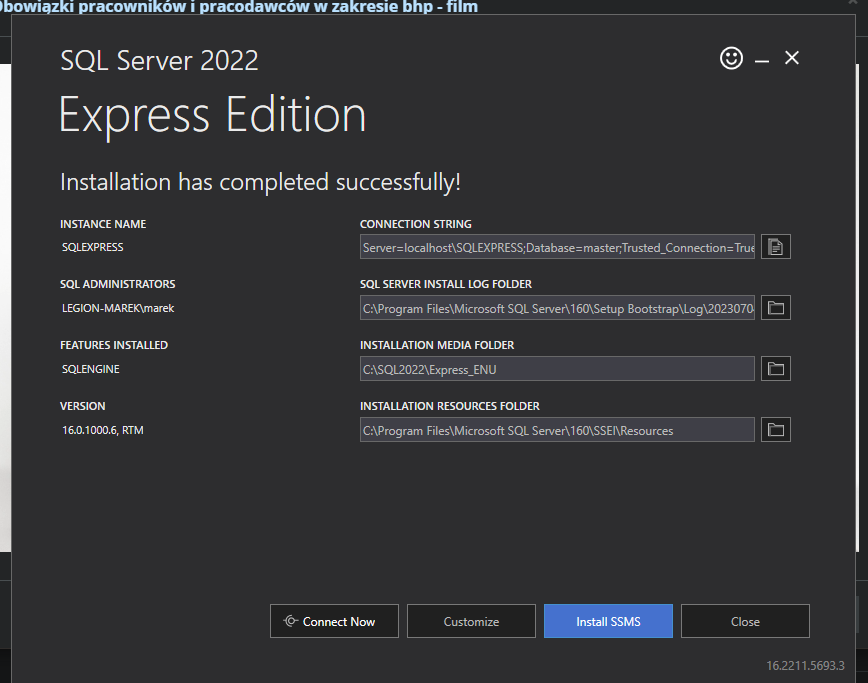 bowiązki pracowników i pracodawców w zakresie bhp - film
SQL Server 2022
Express Edition
Installation has completed successfully!
INSTANCE NAME
SQLEXPRESS
CONNECTION STRING
Server=localhost\SQLEXPRESS;Database=master;Trusted_Connection=True
SQL ADMINISTRATORS
LEGION-MAREK\marek
SQL SERVER INSTALL LOG FOLDER
C:\Program Files\Microsoft SQL Server\160\Setup Bootstrap\Log\2023070
FEATURES INSTALLED
SQLENGINE
INSTALLATION MEDIA FOLDER
C:\SQL2022\Express_ENU
VERSION
16.0.1000.6, RTM
INSTALLATION RESOURCES FOLDER
C:\Program Files\Microsoft SQL Server\160\SSEI\Resources
Connect Now
Customize
Install SSMS
Close
16.2211.5693.3